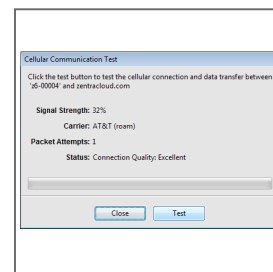 Cellular Communication Test
Click the test button to test the cellular connection and data transfer between
'z6-00004' and zentracloud.com
Signal Strength: 32%
Carrier: AT&T (roam)
Packet Attempts: 1
Status: Connection Quality: Excellent
Close Test